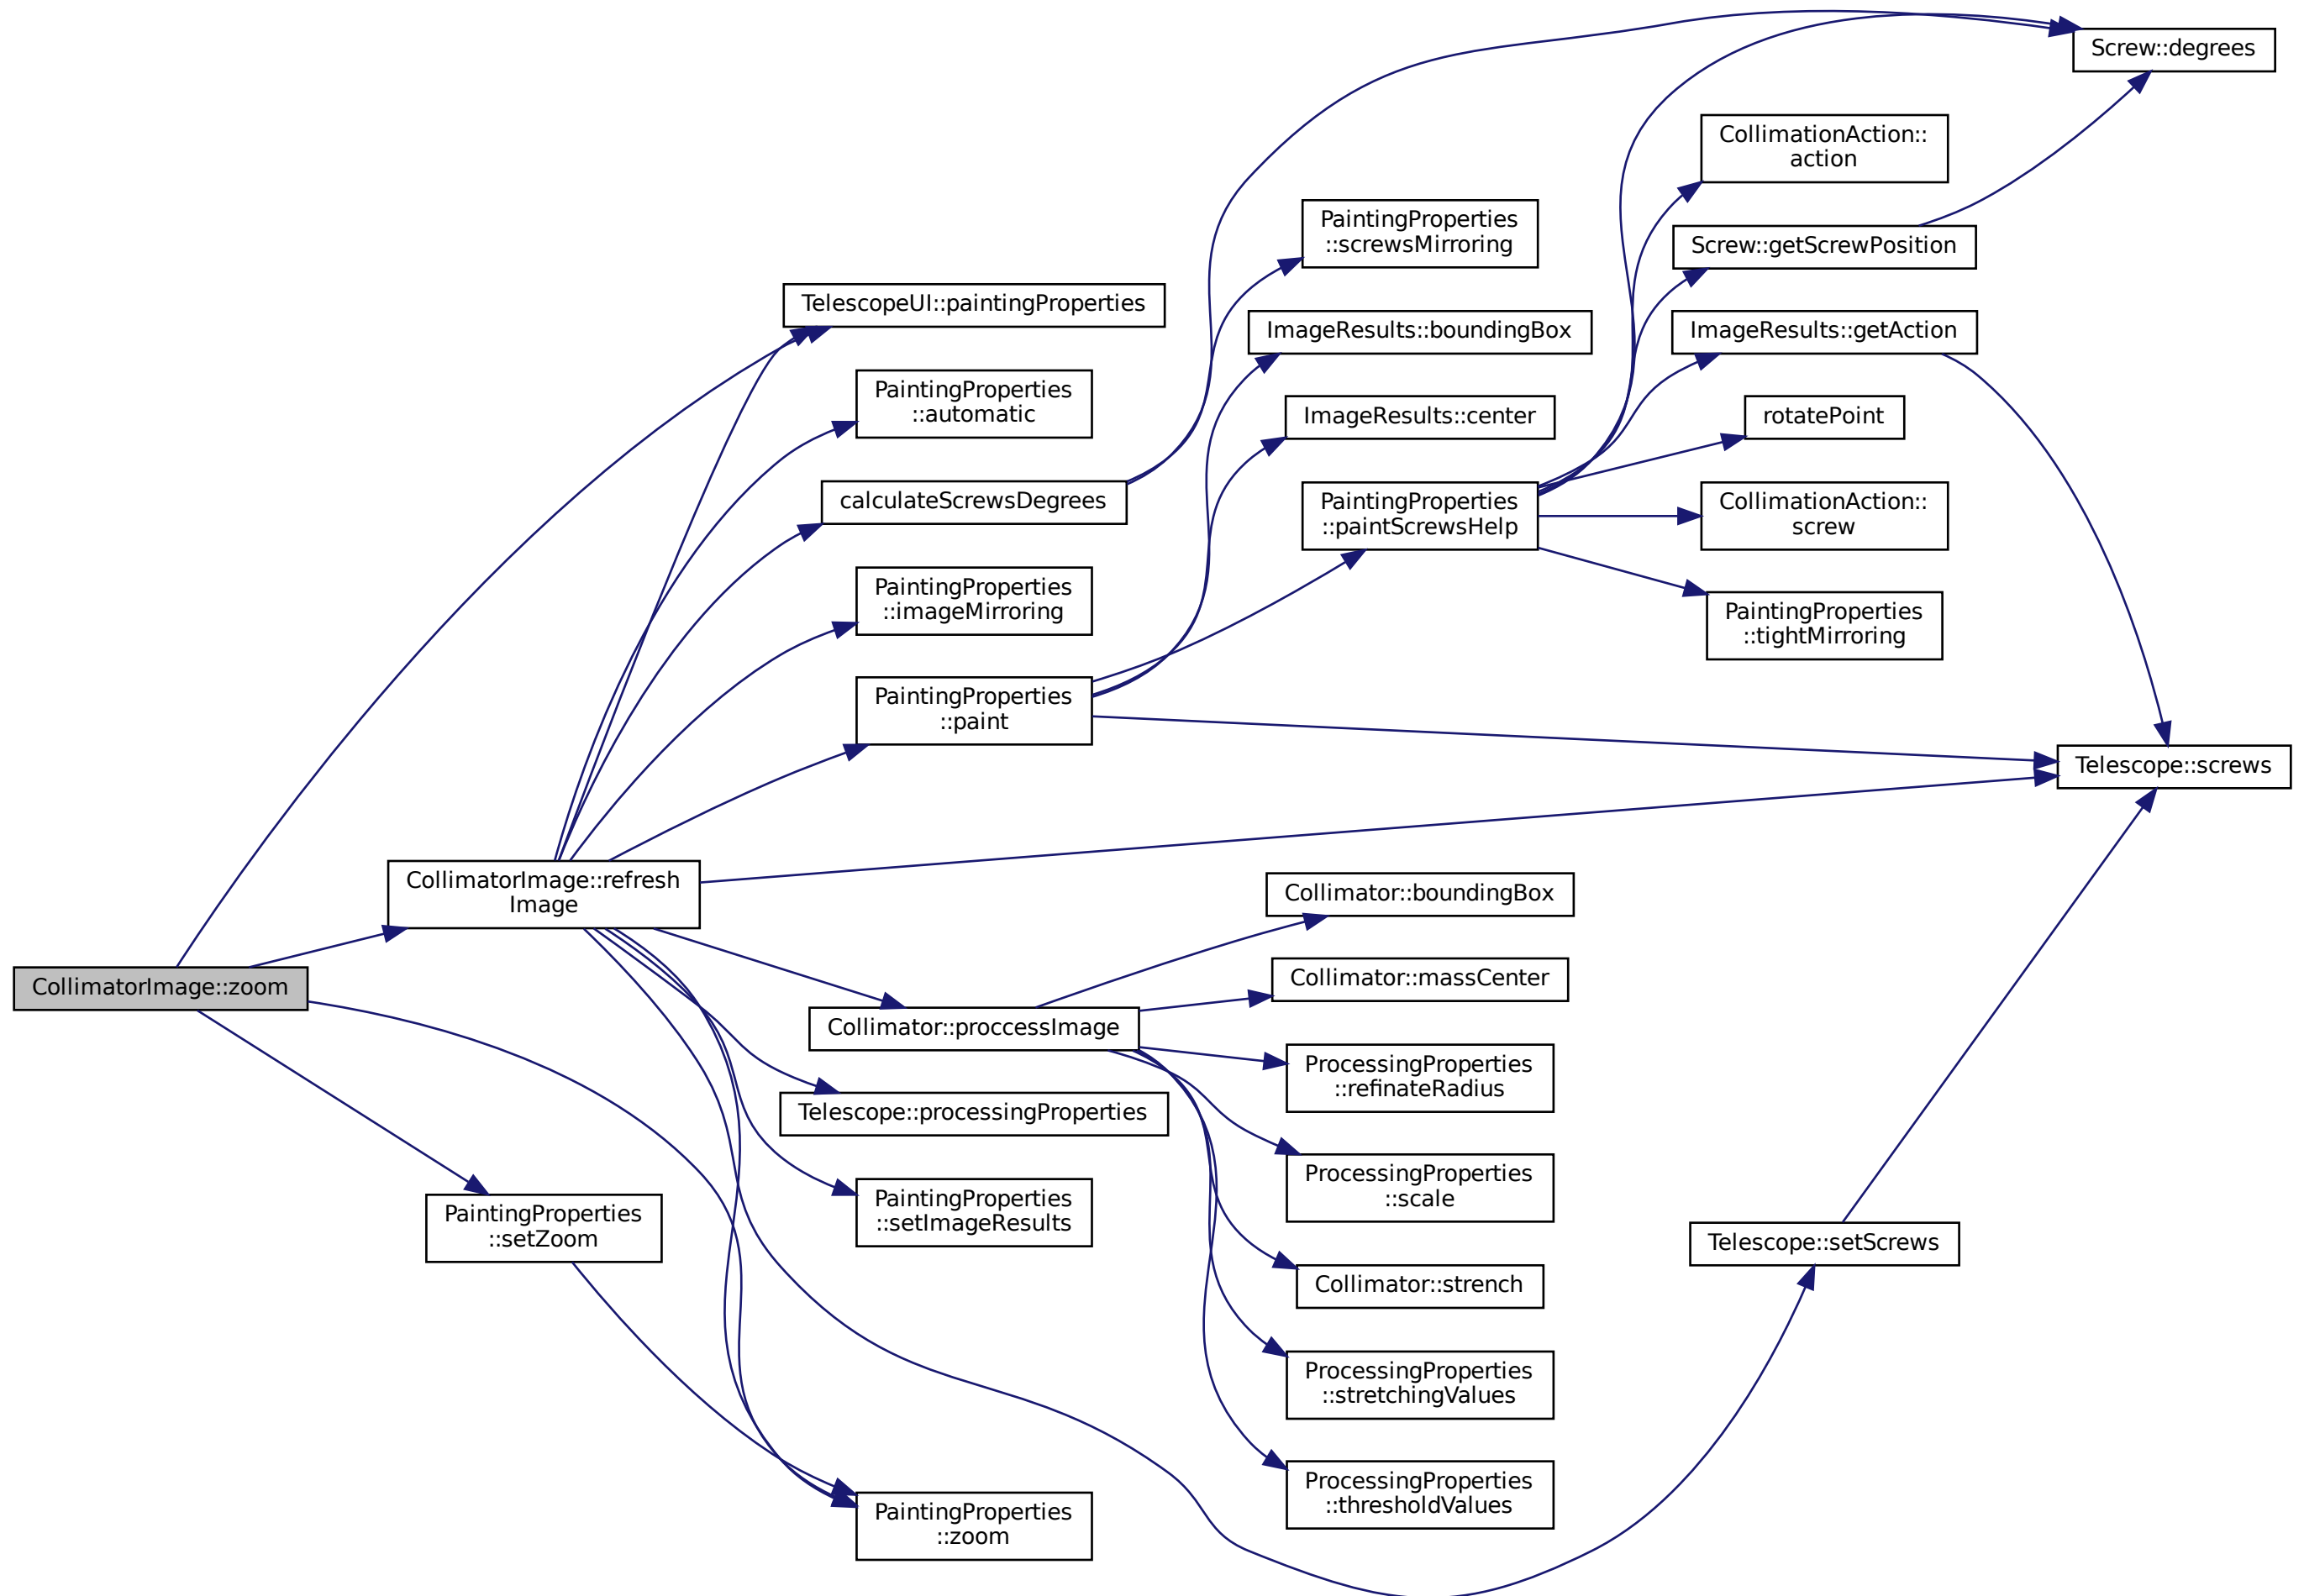 Screw::degrees
CollimationAction::
action
PaintingProperties
::screwsMirroring
Screw::getScrewPosition
TelescopeUI::paintingProperties
ImageResults::boundingBox
ImageResults::getAction
PaintingProperties
::automatic
ImageResults::center
rotatePoint
calculateScrewsDegrees
PaintingProperties
::paintScrewsHelp
CollimationAction::
screw
PaintingProperties
::imageMirroring
PaintingProperties
::tightMirroring
PaintingProperties
::paint
Telescope::screws
CollimatorImage::refresh
Image
Collimator::boundingBox
CollimatorImage::zoom
Collimator::massCenter
Collimator::proccessImage
ProcessingProperties
::refinateRadius
Telescope::processingProperties
ProcessingProperties
::scale
PaintingProperties
::setImageResults
PaintingProperties
::setZoom
Telescope::setScrews
Collimator::strench
ProcessingProperties
::stretchingValues
ProcessingProperties
::thresholdValues
PaintingProperties
::zoom